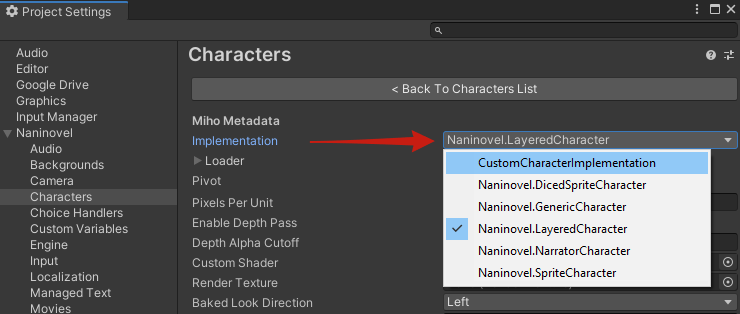 Project Settings
Audio
Editor
Google Drive
Graphics
Input Manager
Naninovel
Audio
Backgrounds
Camera
Characters
Choice Handlers
Custom Variables
Engine
Input
Localization
Managed Text
Movies
Characters
< Back To Characters List
Miho Metadata
Implementation
Naninovel.LayeredCharacter
Loader
Pivot
Pixels Per Unit
Enable Depth Pass
Depth Alpha Cutoff
Custom Shader
Render Texture
Baked Look Direction
Left
CustomCharacterImplementation
Naninovel.DicedSpriteCharacter
Naninovel.GenericCharacter
Naninovel.LayeredCharacter
Naninovel.NarratorCharacter
Naninovel.SpriteCharacter